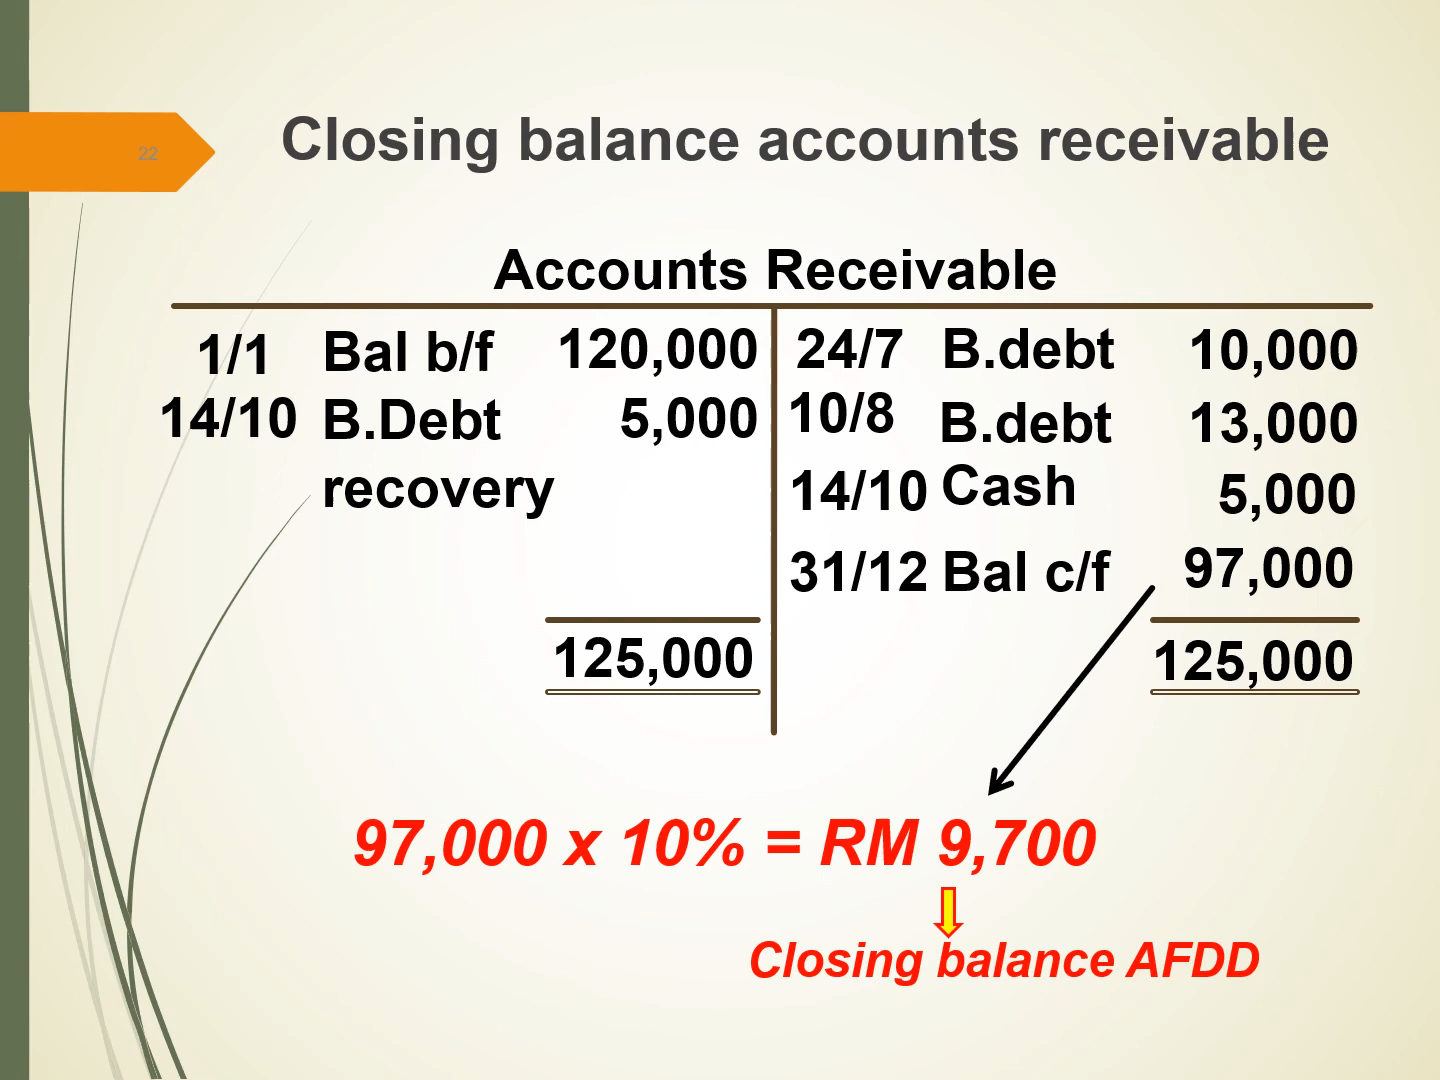 22
Closing balance accounts receivable
Accounts Receivable
1/1 Bal b/f 120,000 24/7 B.debt 10,000
14/10 B.Debt 5,000 10/8 B.debt 13,000
recovery 14/10 Cash 5,000
31/12 Bal c/f 97,000
125,000 125,000
97,000 x 10% = RM 9,700
Closing balance AFDD